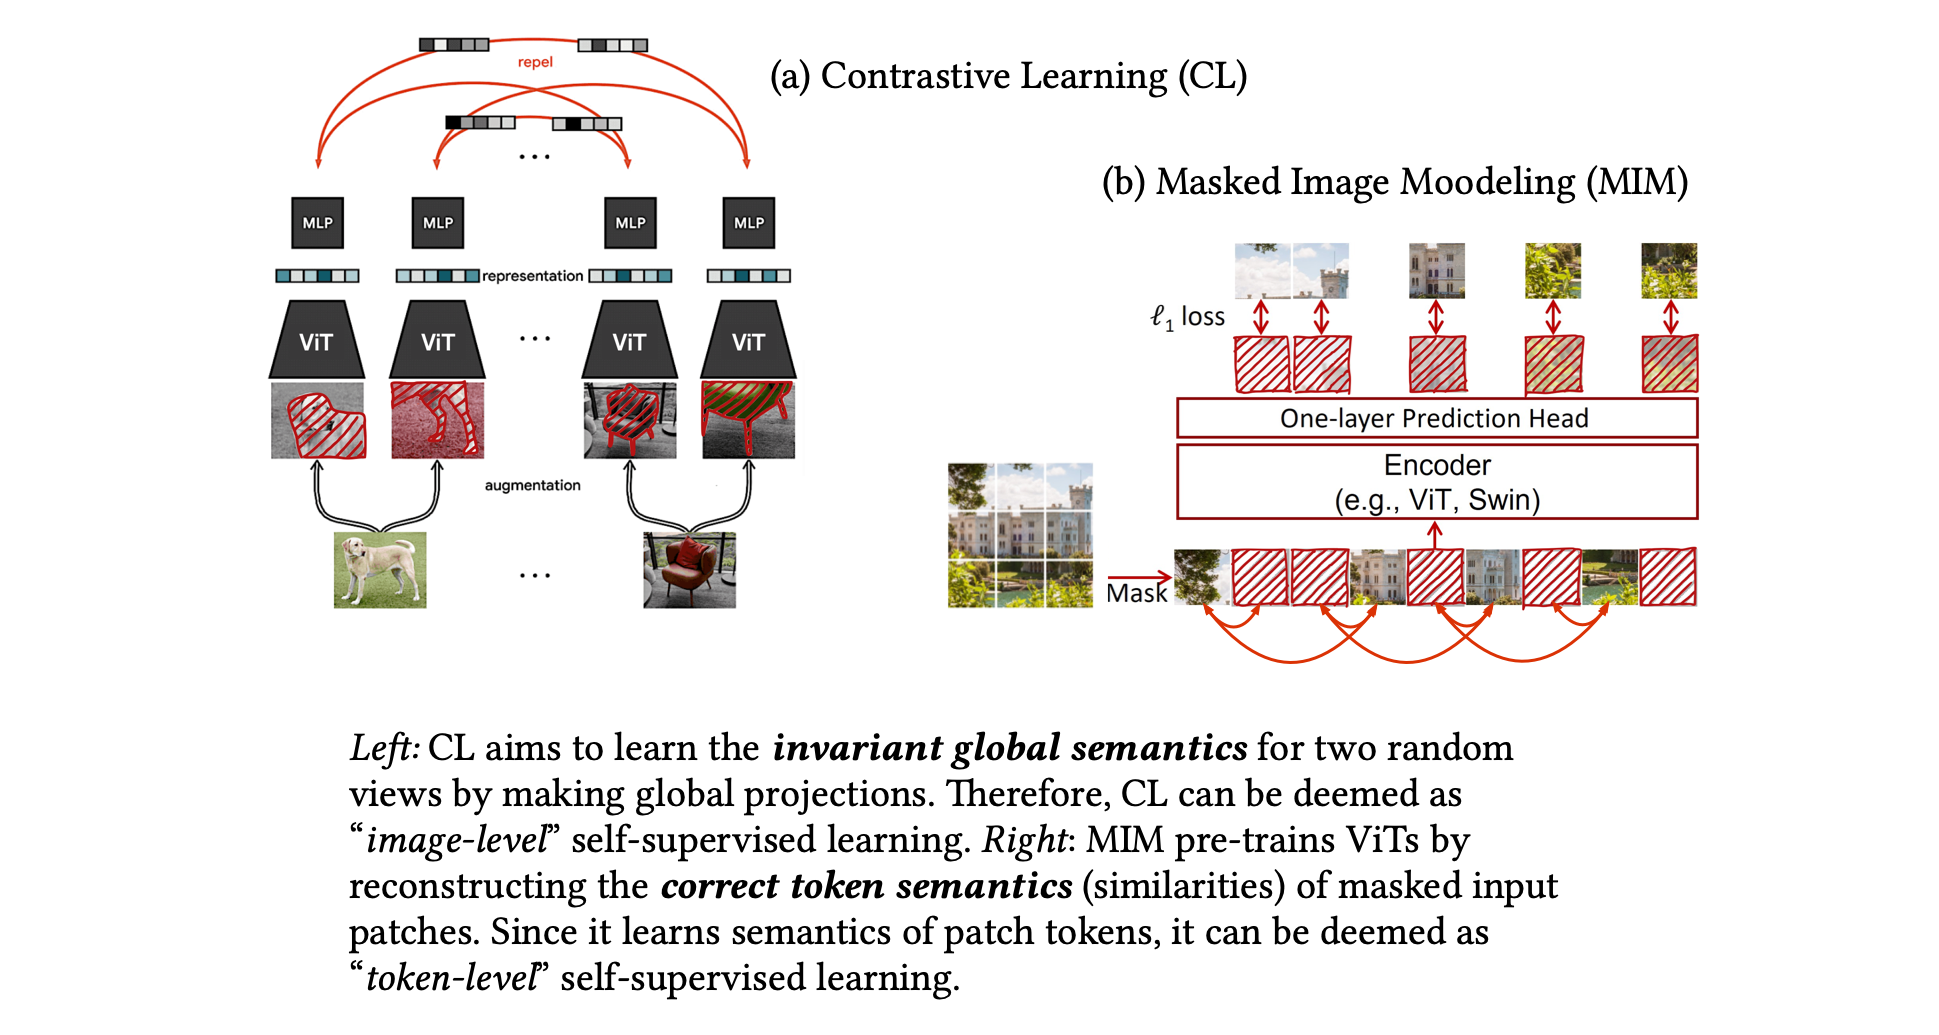 (a) Contrastive Learning (CL)
repel
...
MLP
MLP
MLP
MLP
representation
ViT
ViT
...
ViT
ViT
augmentation
...
(b) Masked Image Moodeling (MIM)
ℓ1 loss
One-layer Prediction Head
Encoder
(e.g., ViT, Swin)
Mask
Left: CL aims to learn the invariant global semantics for two random
views by making global projections. Therefore, CL can be deemed as
“image-level” self-supervised learning. Right: MIM pre-trains ViTs by
reconstructing the correct token semantics (similarities) of masked input
patches. Since it learns semantics of patch tokens, it can be deemed as
“token-level” self-supervised learning.